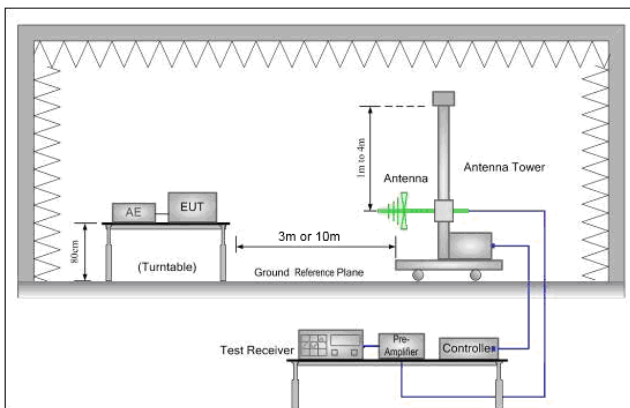 1m to 4m
Antenna
Antenna Tower
AE
EUT
80cm
3m or 10m
(Turntable)
Ground Reference Plane
Test Receiver
Pre-
Amplifier
Controller